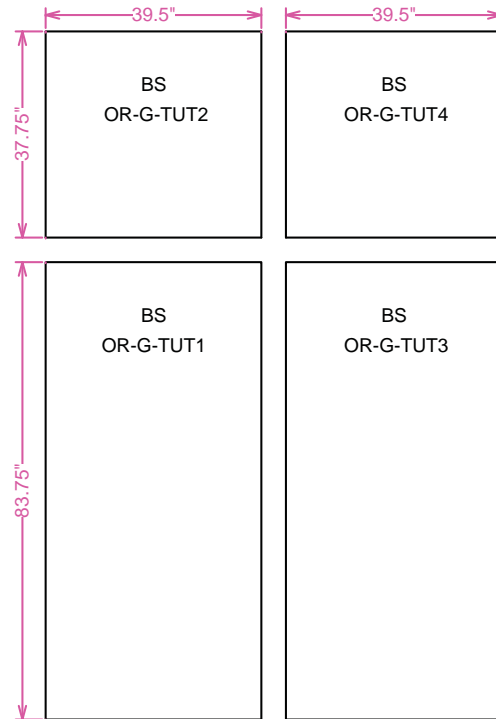 39.5"
39.5"
37.75"
BS
OR-G-TUT2
BS
OR-G-TUT4
83.75"
BS
OR-G-TUT1
BS
OR-G-TUT3